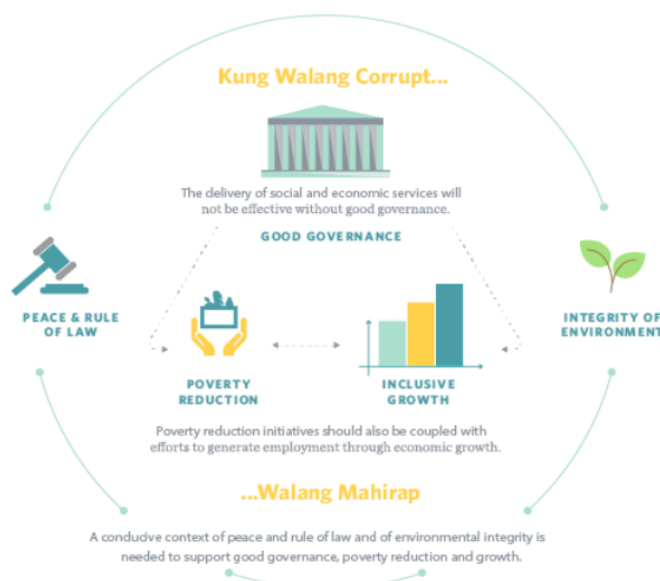 Kung Walang Corrupt...
The delivery of social and economic services will
not be effective without good governance.
GOOD GOVERNANCE
PEACE & RULE
OF LAW
INTEGRITY OF
ENVIRONMENT
POVERTY
REDUCTION
INCLUSIVE
GROWTH
Poverty reduction initiatives should also be coupled with
efforts to generate employment through economic growth.
...Walang Mahirap
A conducive context of peace and rule of law and of environmental integrity is
needed to support good governance, poverty reduction and growth.